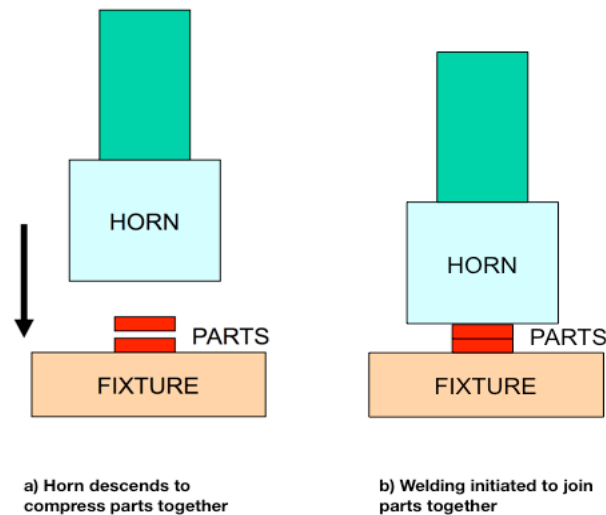 HORN
PARTS
FIXTURE
a) Horn descends to
compress parts together
HORN
PARTS
FIXTURE
b) Welding initiated to join
parts together